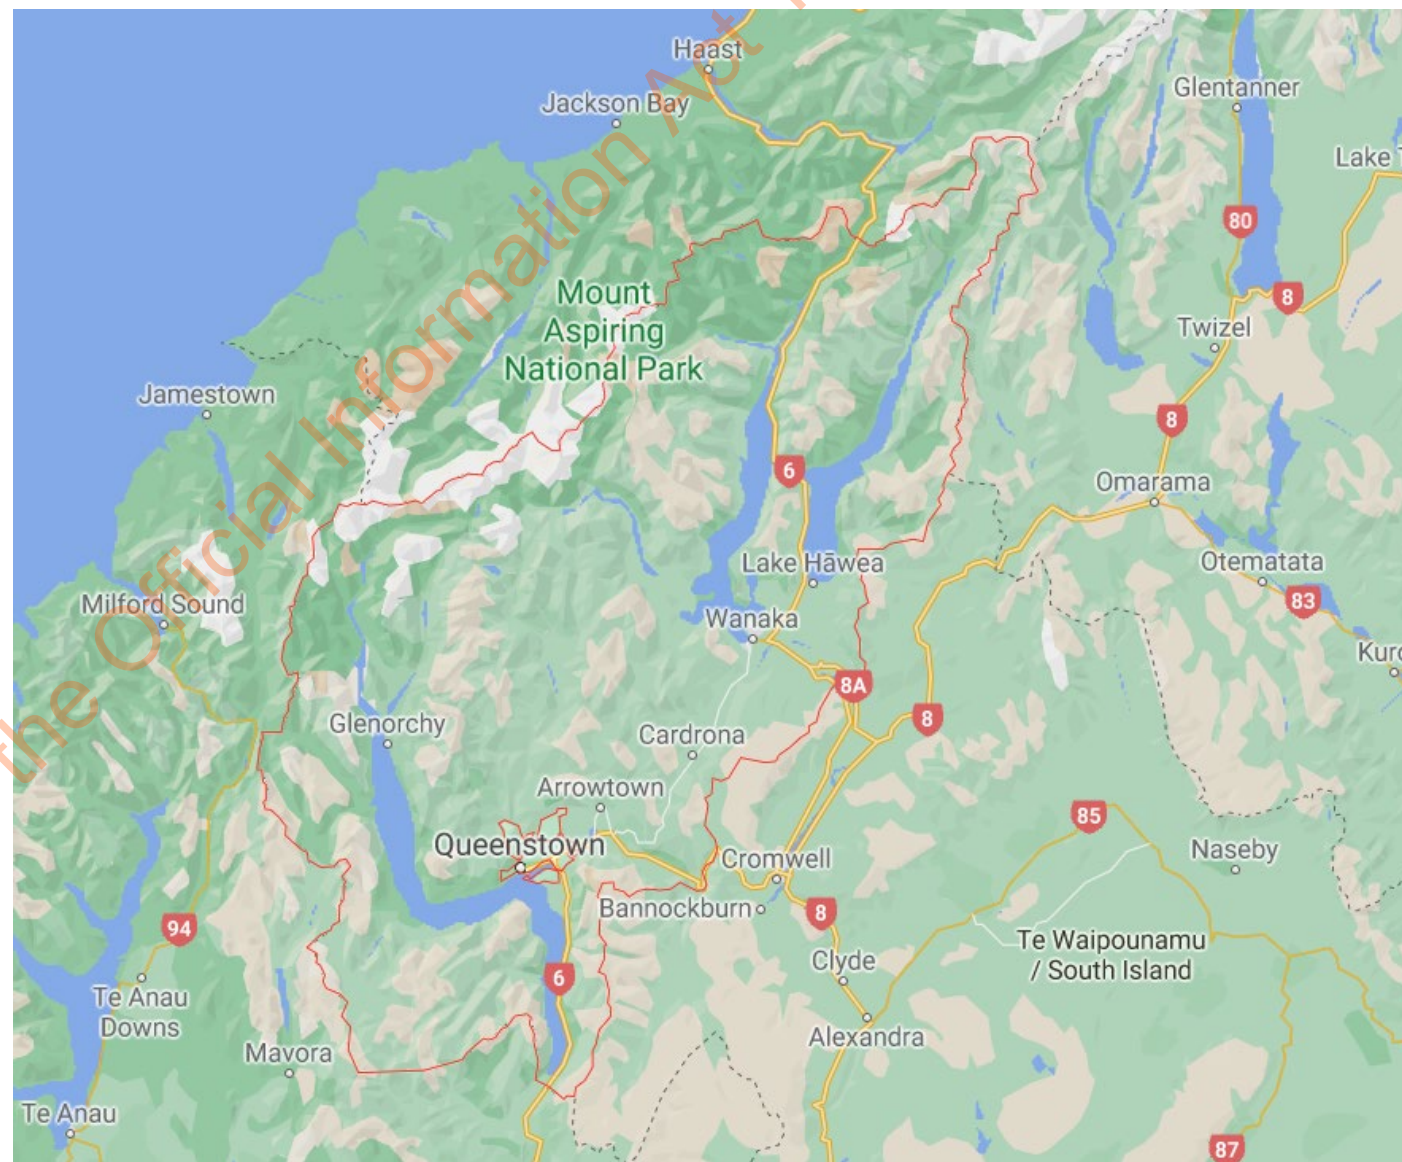 Haast
Jackson Bay
Glentanner
Lake
80
8
Mount
Aspiring
National Park
Twizel
Jamestown
8
6
Omarama
Lake Hāwea
Otematata
83
Milford Sound
Wanaka
8A
8
Glenorchy
Cardrona
Arrowtown
85
Queenstown
Cromwell
Naseby
Bannockburn
8
94
Te Waipounamu
/ South Island
Clyde
6
Te Anau
Downs
Alexandra
Mavora
Te Anau
87
the Official Information Act